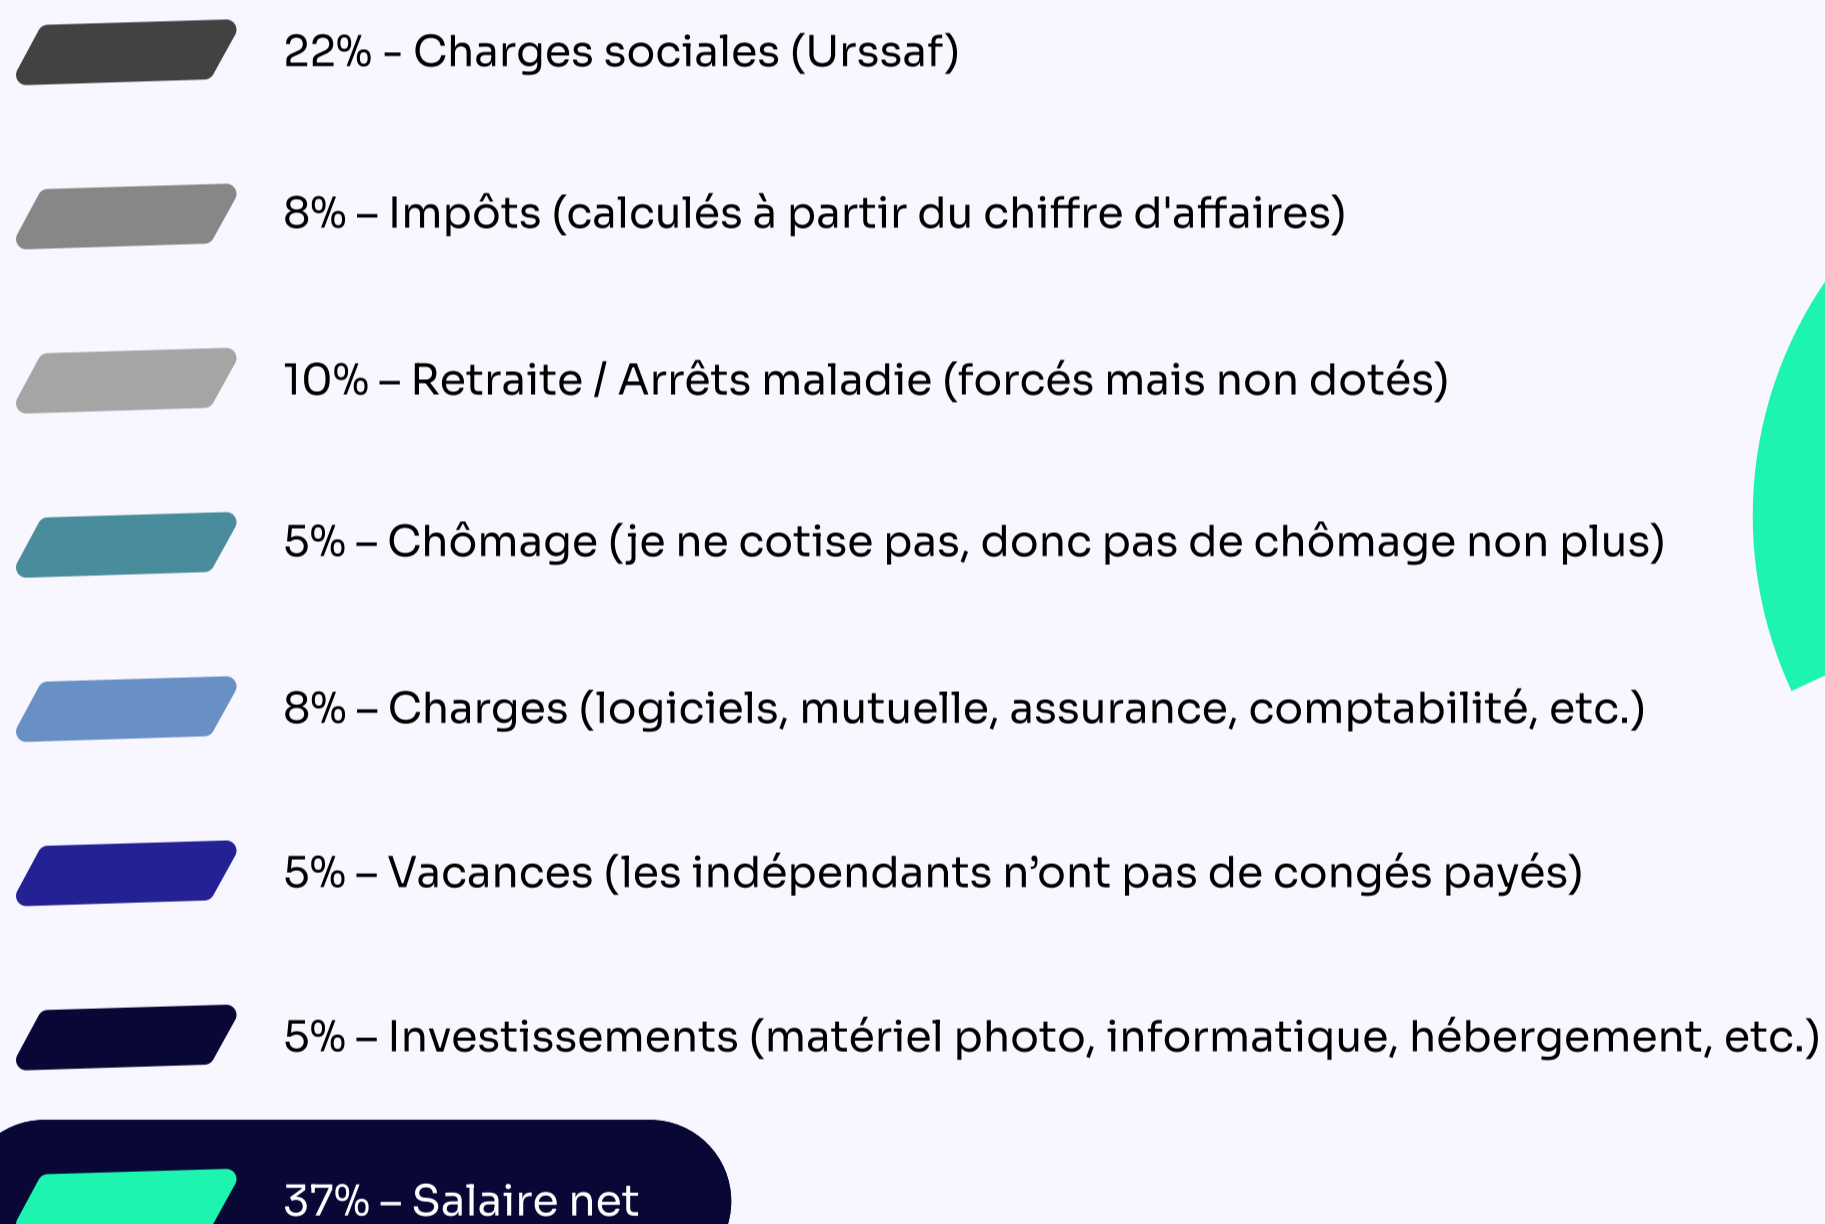 22% - Charges sociales (Urssaf)
8% – Impôts (calculés à partir du chiffre d'affaires)
10% – Retraite / Arrêts maladie (forcés mais non dotés)
5% – Chômage (je ne cotise pas, donc pas de chômage non plus)
8% – Charges (logiciels, mutuelle, assurance, comptabilité, etc.)
5% – Vacances (les indépendants n’ont pas de congés payés)
5% – Investissements (matériel photo, informatique, hébergement, etc.)
37% – Salaire net